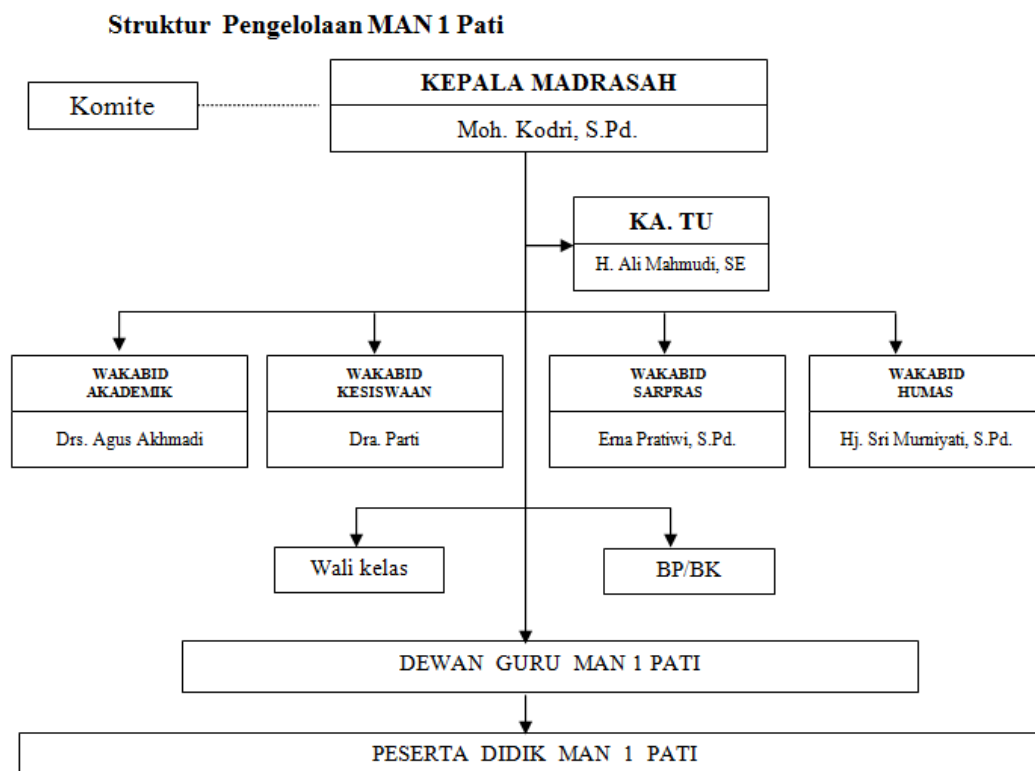 Struktur Pengelolaan MAN 1 Pati
KEPALA MADRASAH
Komite
Moh. Kodri, S.Pd.
KA. TU
H. Ali Mahmudi, SE
WAKABID
AKADEMIK
Drs. Agus Akhmadi
WAKABID
KESISWAAN
Dra. Parti
WAKABID
SARPRAS
Erna Pratiwi, S.Pd.
WAKABID
HUMAS
Hj. Sri Murniyati, S.Pd.
Wali kelas
BP/BK
DEWAN GURU MAN 1 PATI
PESERTA DIDIK MAN 1 PATI